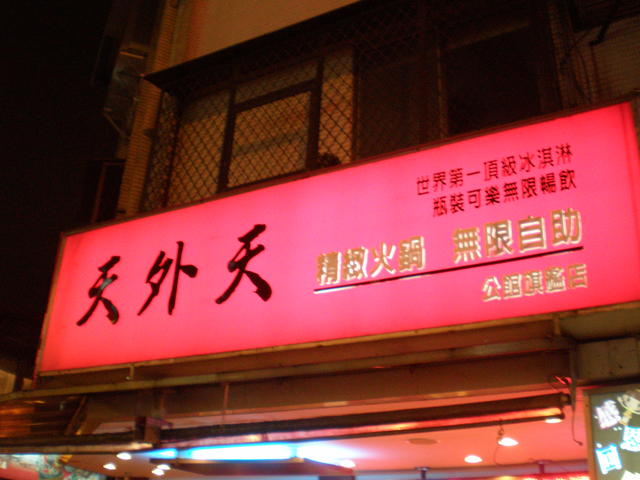 天外天
世界第一頂級冰淇淋
瓶裝可樂無限暢飲
精緻火鍋 無限自助
公館旗艦店